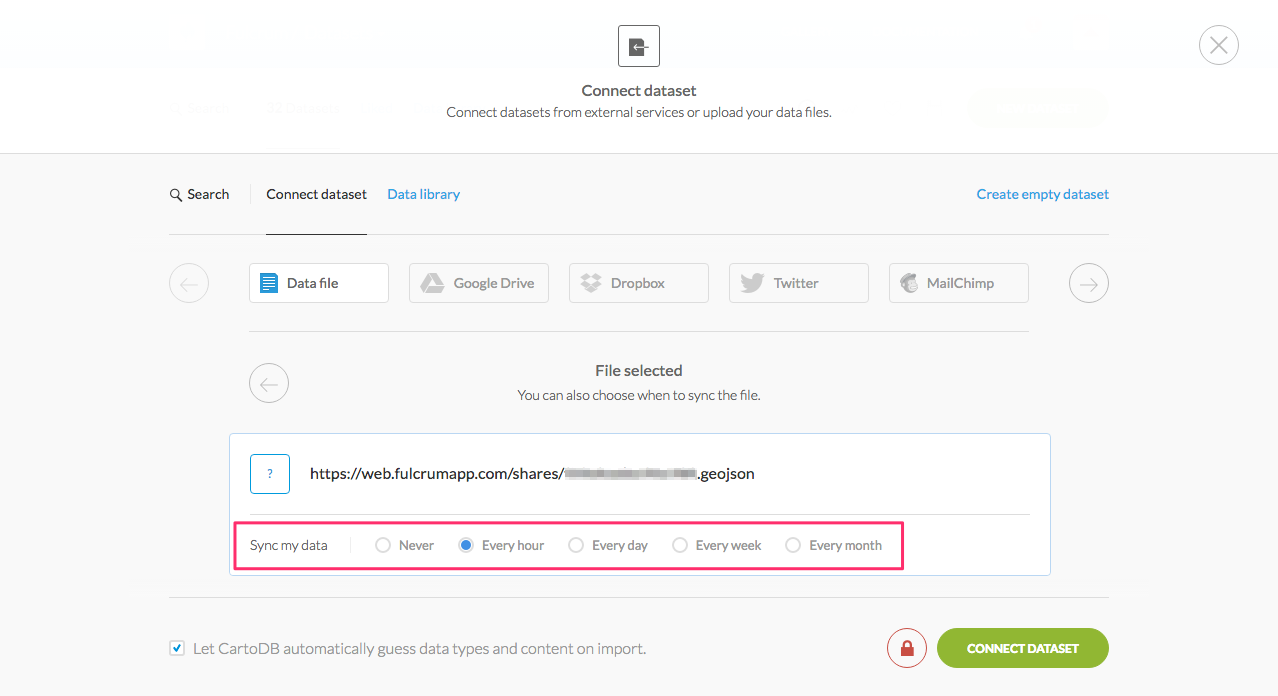 Connect dataset
Connect datasets from external services or upload your data files.
Search Connect dataset Data library Create empty dataset
Data file Google Drive Dropbox Twitter MailChimp
File selected
You can also choose when to sync the file.
? https://web.fulcrumapp.com/shares/ .geojson
Sync my data Never Every hour Every day Every week Every month
Let CartoDB automatically guess data types and content on import. CONNECT DATASET